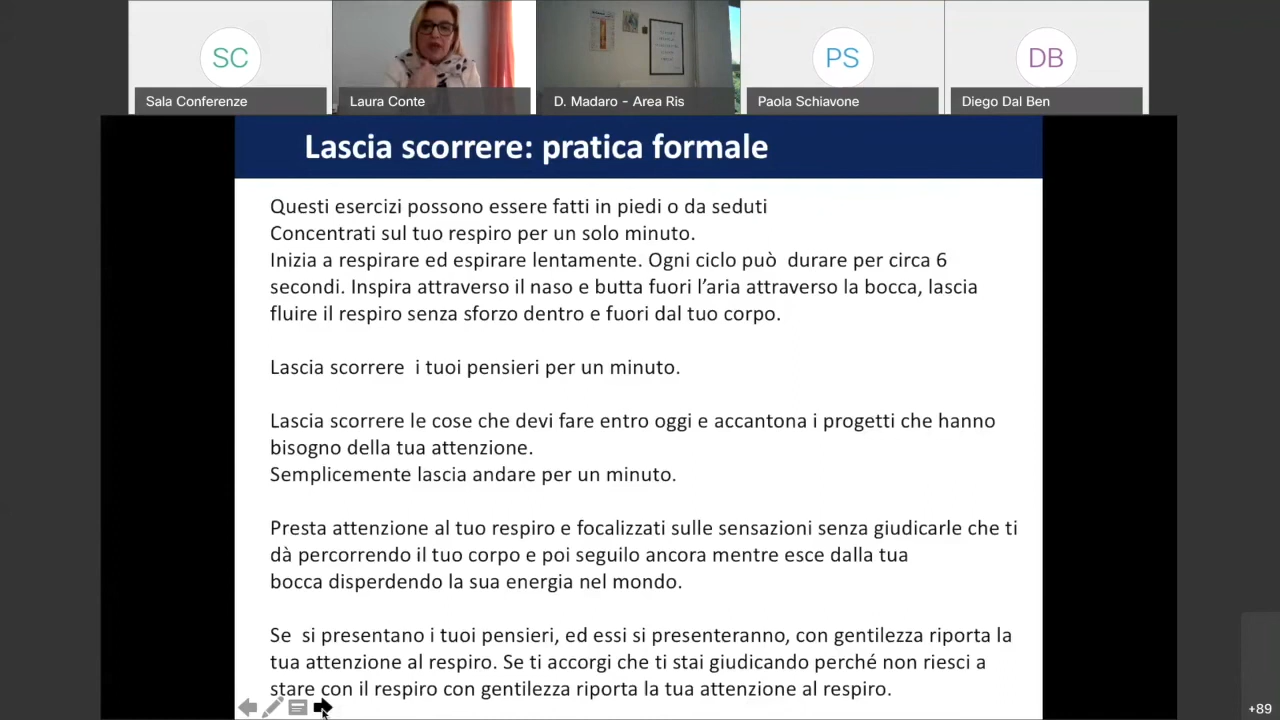 SC
Sala Conferenze
Laura Conte
D. Madaro - Area Ris
PS
Paola Schiavone
DB
Diego Dal Ben
Lascia scorrere: pratica formale
Questi esercizi possono essere fatti in piedi o da seduti
Concentrati sul tuo respiro per un solo minuto.
Inizia a respirare ed espirare lentamente. Ogni ciclo può  durare per circa 6
secondi. Inspira attraverso il naso e butta fuori l’aria attraverso la bocca, lascia
fluire il respiro senza sforzo dentro e fuori dal tuo corpo.
Lascia scorrere  i tuoi pensieri per un minuto.
Lascia scorrere le cose che devi fare entro oggi e accantona i progetti che hanno
bisogno della tua attenzione.
Semplicemente lascia andare per un minuto.
Presta attenzione al tuo respiro e focalizzati sulle sensazioni senza giudicarle che ti
dà percorrendo il tuo corpo e poi seguilo ancora mentre esce dalla tua
bocca disperdendo la sua energia nel mondo.
Se  si presentano i tuoi pensieri, ed essi si presenteranno, con gentilezza riporta la
tua attenzione al respiro. Se ti accorgi che ti stai giudicando perché non riesci a
stare con il respiro con gentilezza riporta la tua attenzione al respiro.
+89